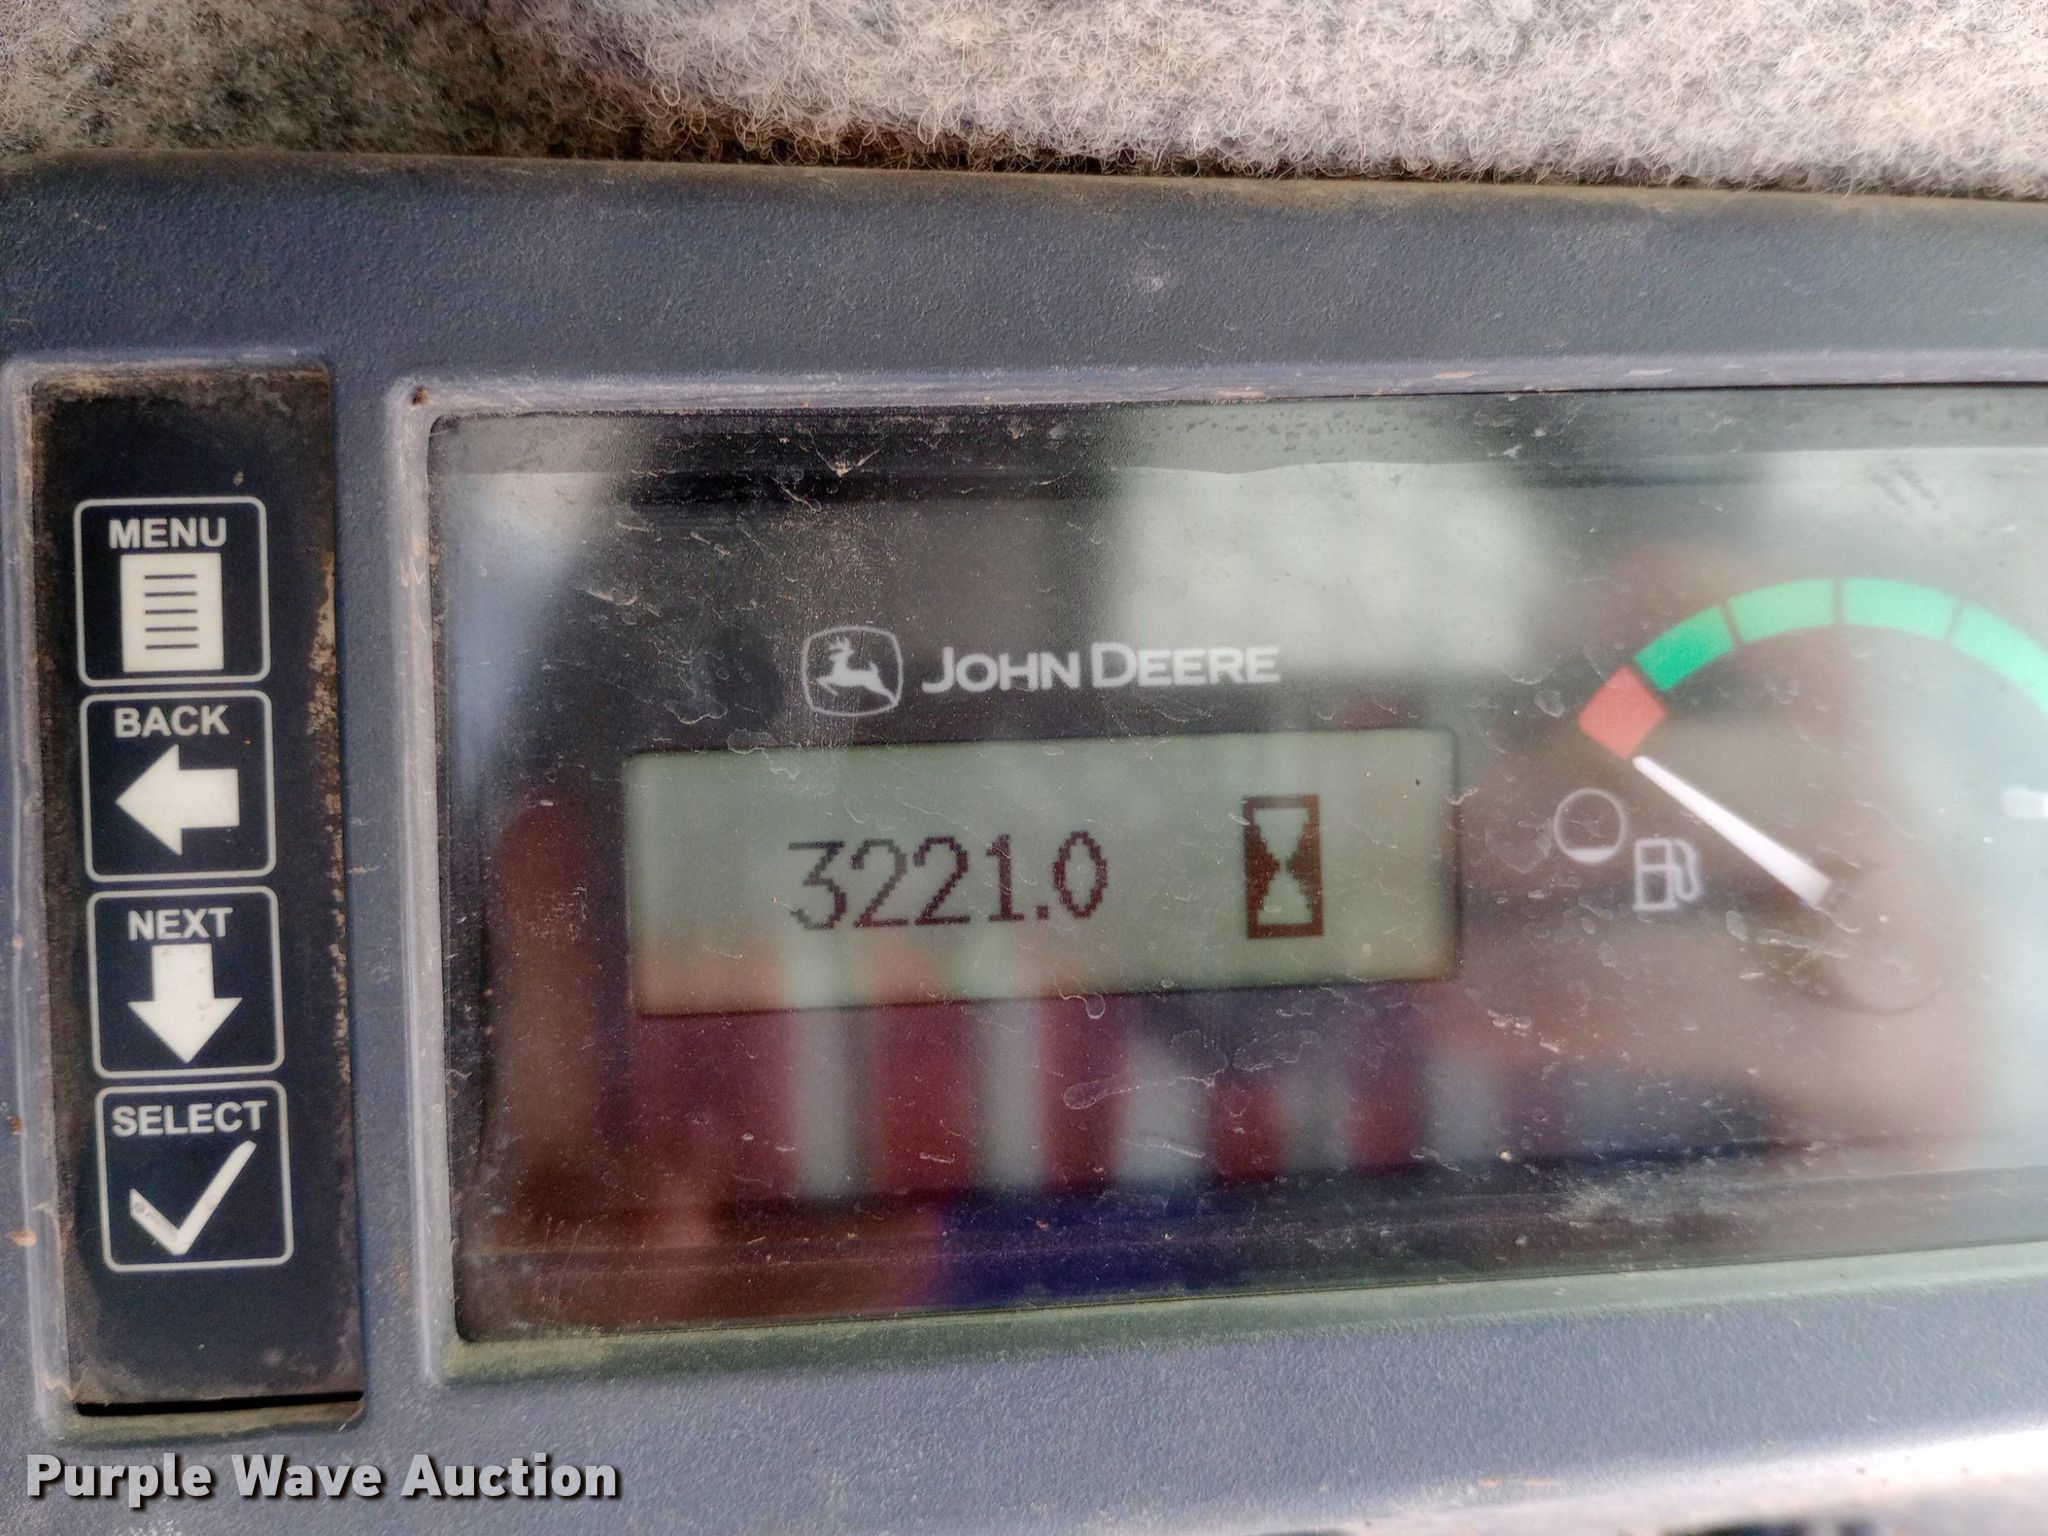 MENU
BACK
NEXT
SELECT
JOHN DEERE
3221.0
Purple Wave Auction